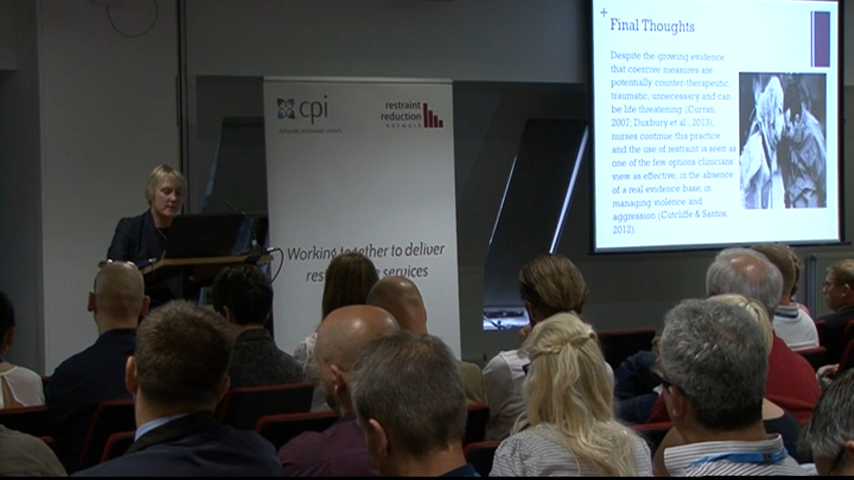 Final Thoughts
Despite the growing evidence
that coercive measures are
potentially counter-therapeutic,
traumatic, unnecessary and can
be life threatening (Curran,
2007; Duxbury et al., 2013),
nurses continue this practice
and the use of restraint is seen as
one of the few options clinicians
view as effective, in the absence
of a real evidence base, in
managing violence and
aggression (Cutcliffe & Santos,
2012).
cpi
educate. empower. enrich.
restraint
reduction
network
Working together to deliver
services